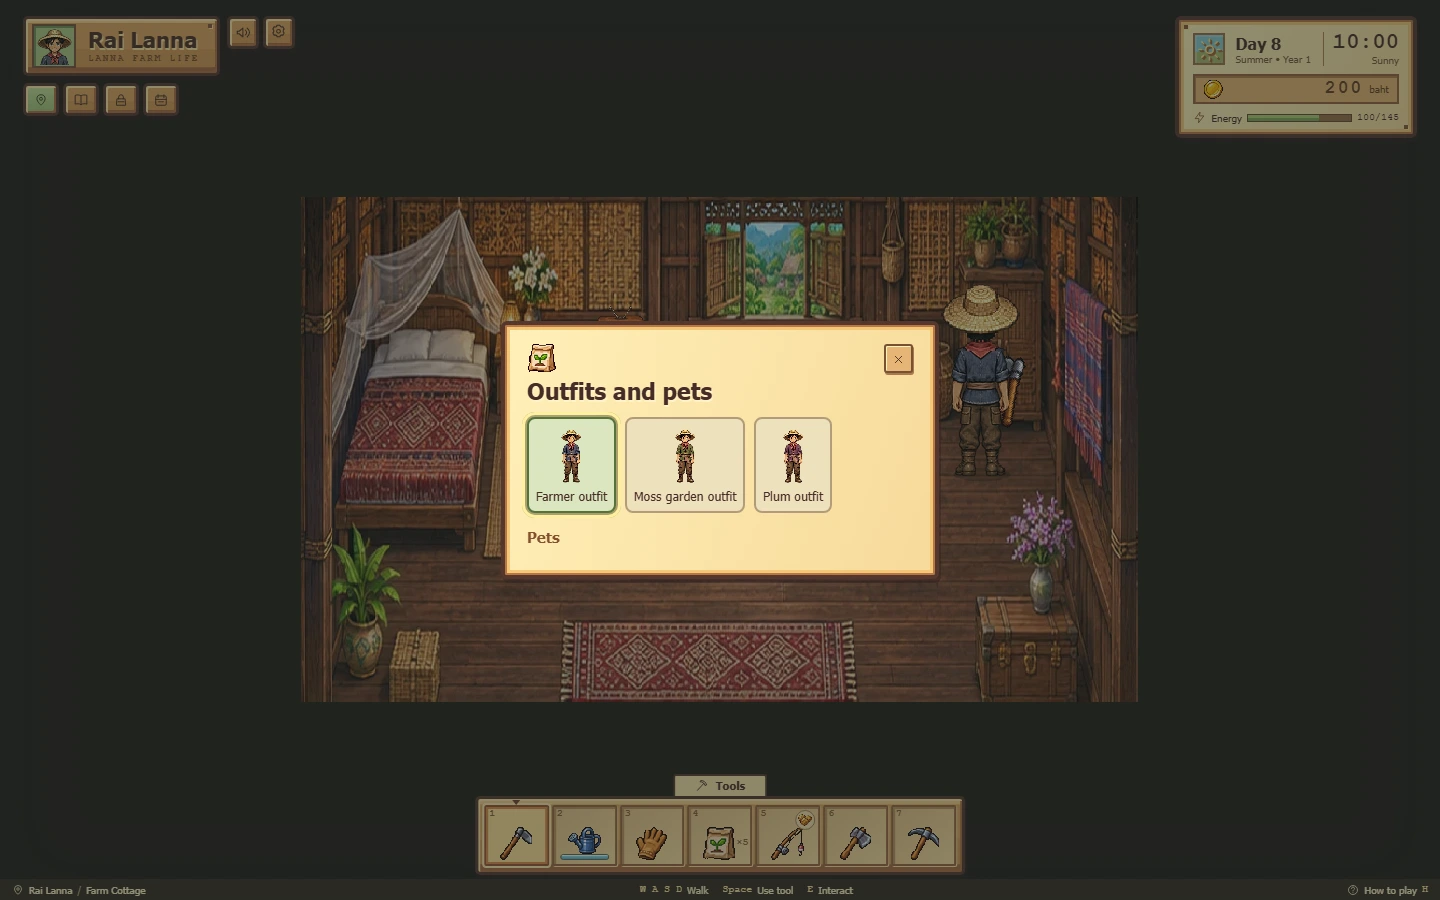 Rai Lanna
LANNA FARM LIFE
Day 8
Summer • Year 1
10:00
Sunny
200 baht
Energy 100/145
Outfits and pets
Farmer outfit
Moss garden outfit
Plum outfit
Pets
Tools
1
2
3
4
×5
5
6
7
Rai Lanna / Farm Cottage
W A S D Walk Space Use tool E Interact
How to play H